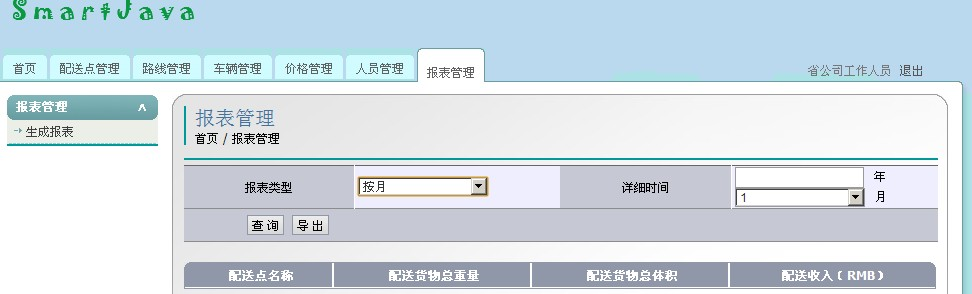 SmartJava
首页 配送点管理 路线管理 车辆管理 价格管理 人员管理 报表管理 省公司工作人员 退出
报表管理
生成报表
报表管理
首页 / 报表管理
报表类型 按月 详细时间 年
1 月
查询 导出
配送点名称 配送货物总重量 配送货物总体积 配送收入（RMB）